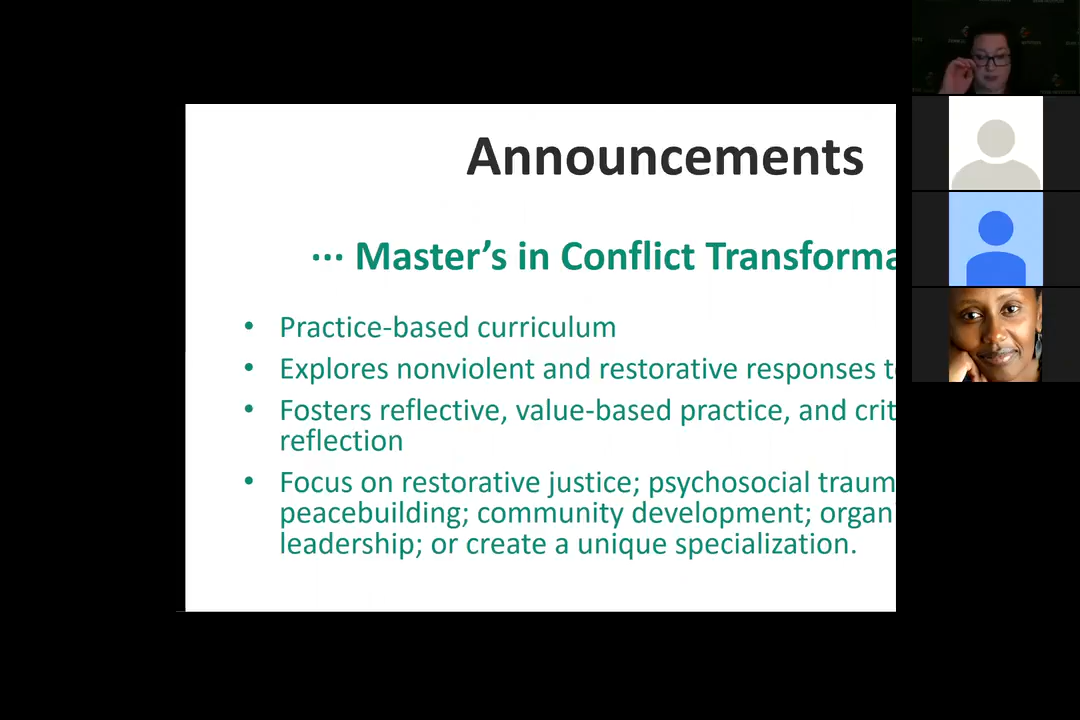 Announcements
··· Master's in Conflict Transforma
• Practice-based curriculum
• Explores nonviolent and restorative responses t
• Fosters reflective, value-based practice, and crit
reflection
• Focus on restorative justice; psychosocial traum
peacebuilding; community development; organ
leadership; or create a unique specialization.